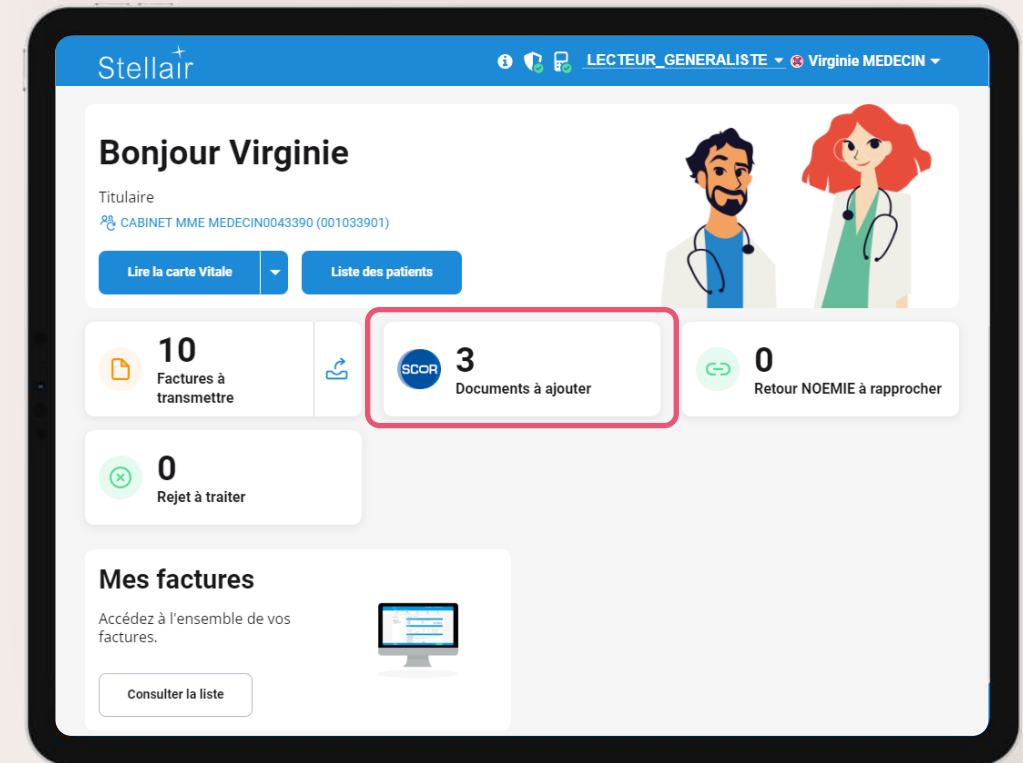 Stellair
LECTEUR_GENERALISTE
Virginie MEDECIN
Bonjour Virginie
Titulaire
CABINET MME MEDECIN0043390 (001033901)
Lire la carte Vitale
Liste des patients
10
Factures à
transmettre
SCOR
3
Documents à ajouter
0
Retour NOEMIE à rapprocher
0
Rejet à traiter
Mes factures
Accédez à l'ensemble de vos
factures.
Consulter la liste